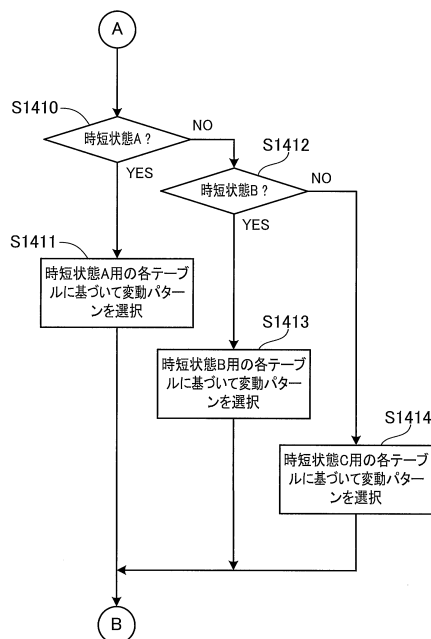 A
S1410
時短状態A?
NO
YES
S1412
時短状態B?
NO
YES
S1411
時短状態A用の各テーブ
ルに基づいて変動パター
ンを選択
S1413
時短状態B用の各テーブ
ルに基づいて変動パター
ンを選択
S1414
時短状態C用の各テーブ
ルに基づいて変動パター
ンを選択
B